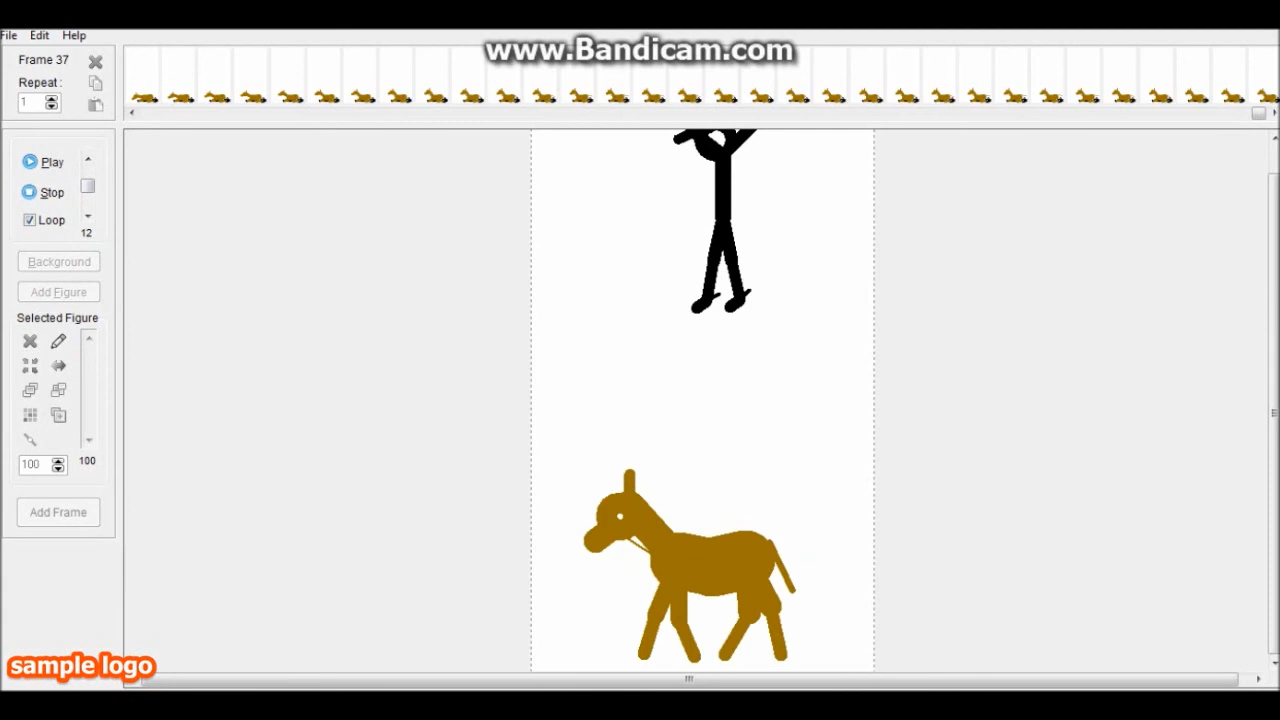 File Edit Help
www.Bandicam.com
Frame 37
Repeat :
1
Play
Stop
Loop
12
Background
Add Figure
Selected Figure
100
100
Add Frame
sample logo